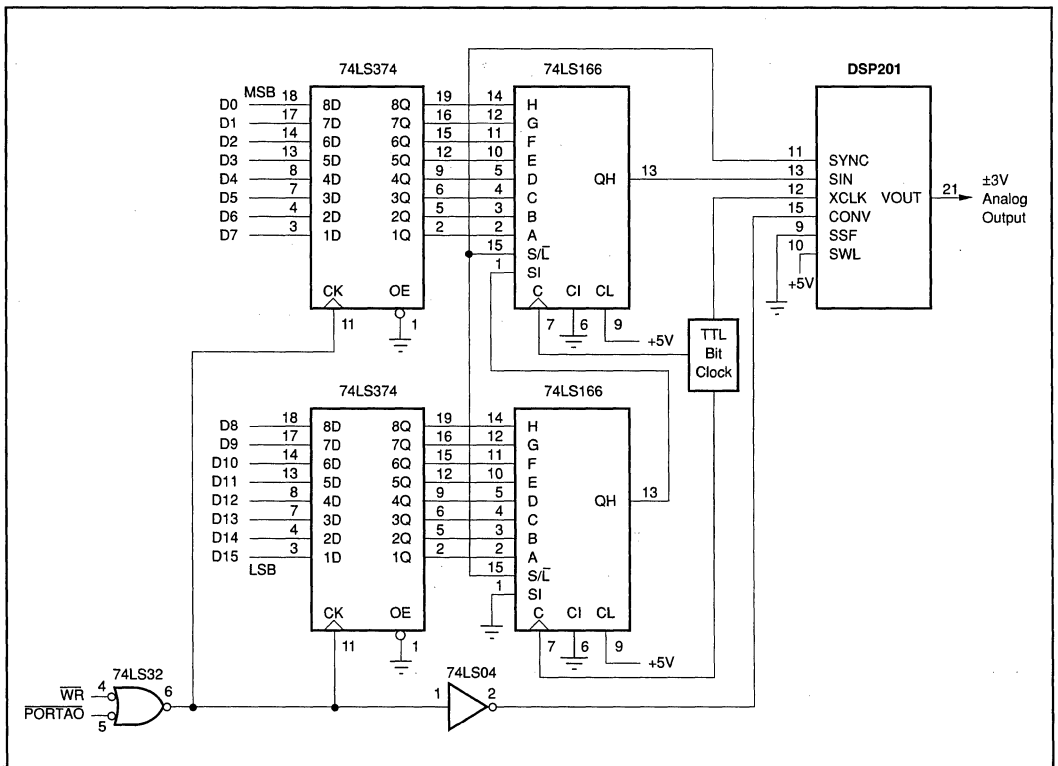 74LS374 74LS166 DSP201
D0 MSB 18 8D 8Q 19 14 H
D1 17 7D 7Q 16 12 G
D2 14 6D 6Q 15 11 F
D3 13 5D 5Q 12 10 E
D4 8 4D 4Q 9 5 D QH 13
D5 7 3D 3Q 6 4 C
D6 4 2D 2Q 5 3 B
D7 3 1D 1Q 2 2 A
15 S/L̅
1 SI
CK OE C CI CL
11 1 7 6 9 +5V
11 SYNC
13 SIN
12 XCLK VOUT 21 ±3V Analog Output
15 CONV
9 SSF
10 SWL
+5V
TTL
Bit
Clock
74LS374 74LS166
D8 18 8D 8Q 19 14 H
D9 17 7D 7Q 16 12 G
D10 14 6D 6Q 15 11 F
D11 13 5D 5Q 12 10 E
D12 8 4D 4Q 9 5 D QH 13
D13 7 3D 3Q 6 4 C
D14 4 2D 2Q 5 3 B
D15 3 1D 1Q 2 2 A
LSB 15 S/L̅
1 SI
CK OE C CI CL
11 1 7 6 9 +5V
74LS32 74LS04
W̅R̅ 4 6 1 2
P̅O̅R̅T̅A̅O̅ 5